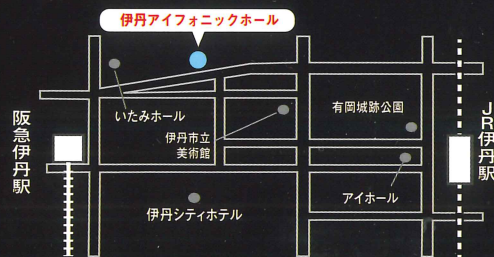 伊丹アイフォニックホール
いたみホール
有岡城跡公園
伊丹市立
美術館
阪急伊丹駅
JR伊丹駅
アイホール
伊丹シティホテル